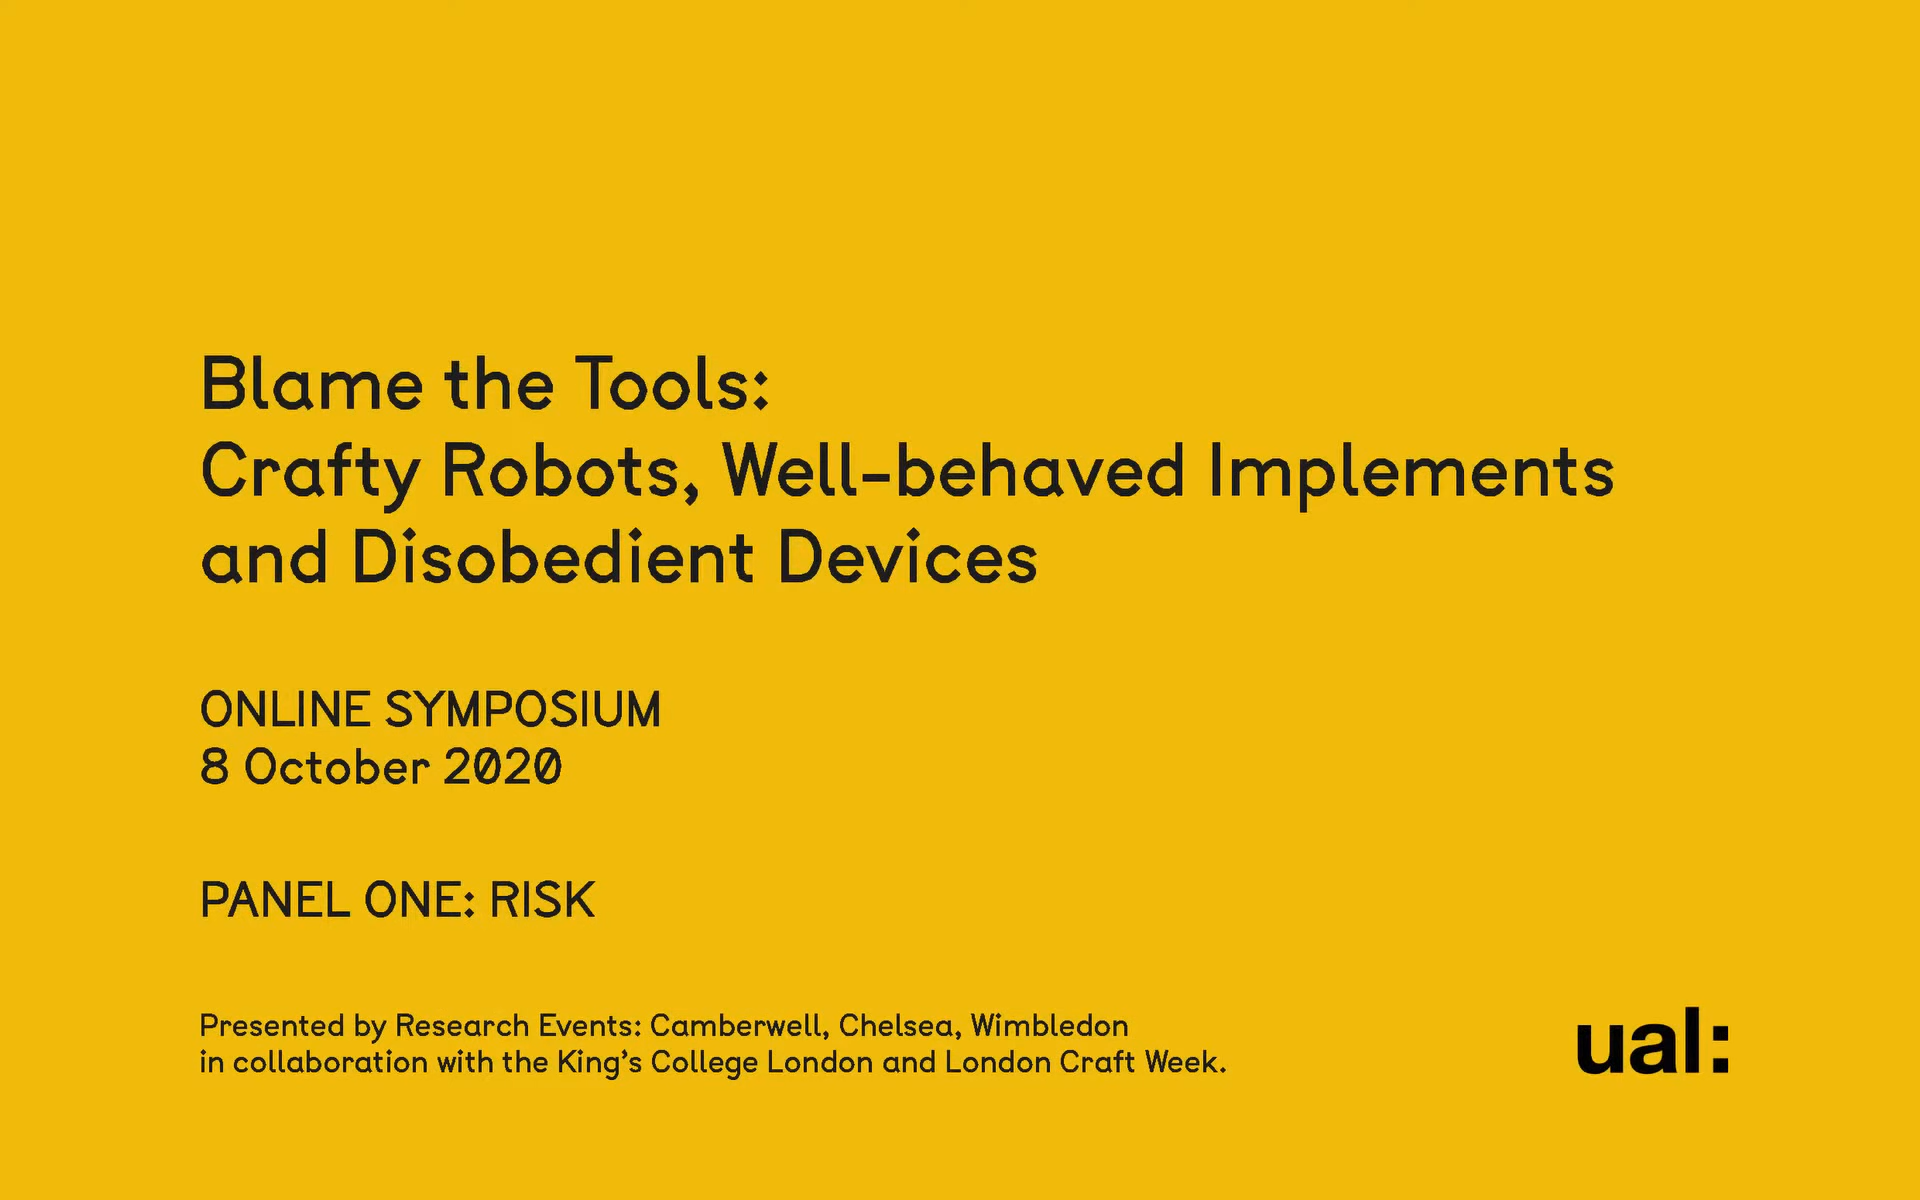 Blame the Tools:
Crafty Robots, Well-behaved Implements
and Disobedient Devices
ONLINE SYMPOSIUM
8 October 2020
PANEL ONE: RISK
Presented by Research Events: Camberwell, Chelsea, Wimbledon
in collaboration with the King’s College London and London Craft Week.
ual: